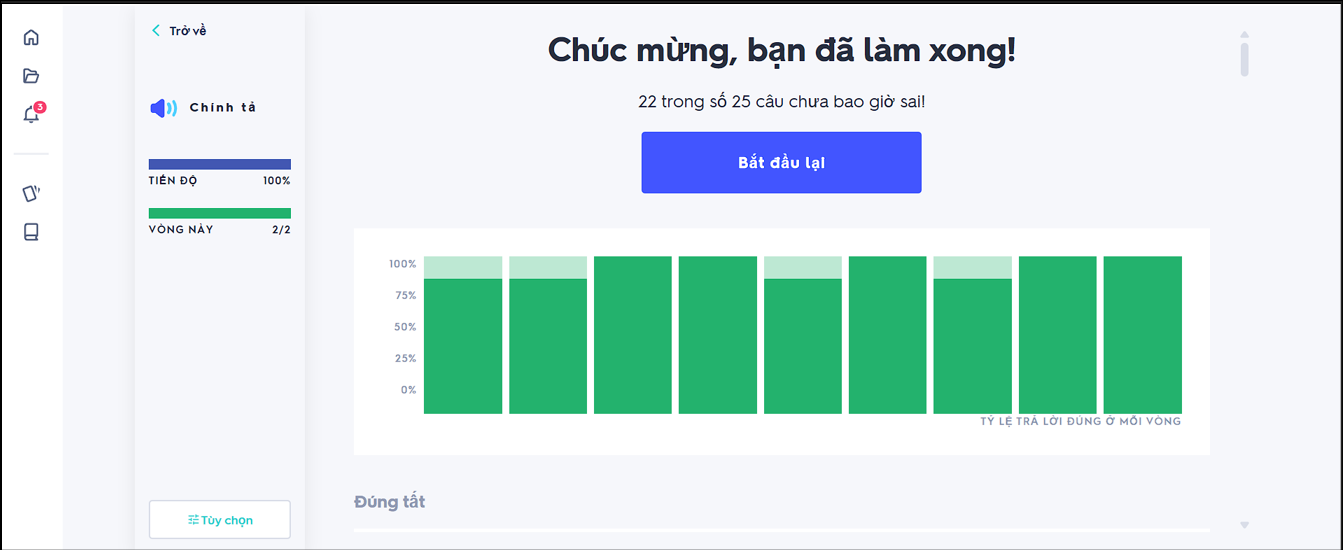 Trở về
3
Chính tả
TIẾN ĐỘ 100%
VÒNG NÀY 2/2
Tùy chọn
Chúc mừng, bạn đã làm xong!
22 trong số 25 câu chưa bao giờ sai!
Bắt đầu lại
100%
75%
50%
25%
0%
TỶ LỆ TRẢ LỜI ĐÚNG Ở MỖI VÒNG
Đúng tất